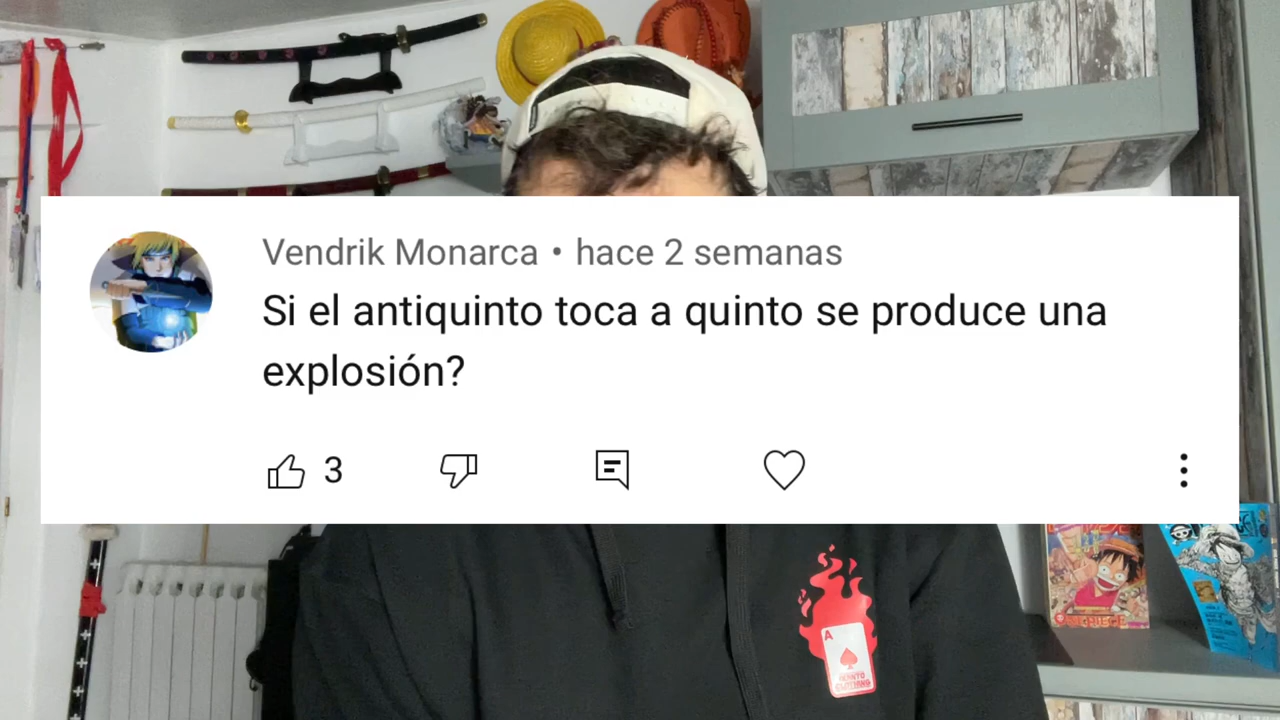 Vendrik Monarca • hace 2 semanas
Si el antiquinto toca a quinto se produce una
explosión?
3
A